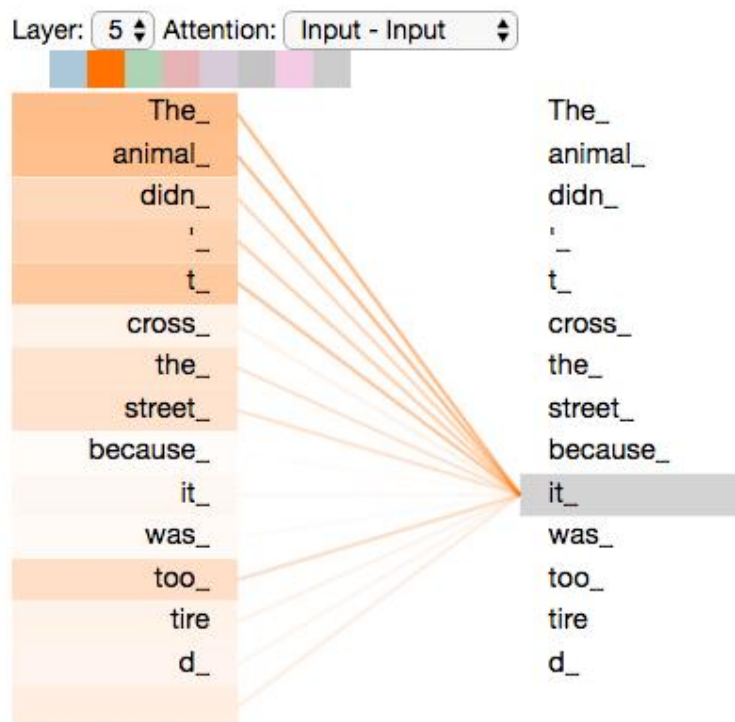 Layer: 5 Attention: Input - Input
The_ The_
animal_ animal_
didn_ didn_
'_ '_
t_ t_
cross_ cross_
the_ the_
street_ street_
because_ because_
it_ it_
was_ was_
too_ too_
tire tire
d_ d_